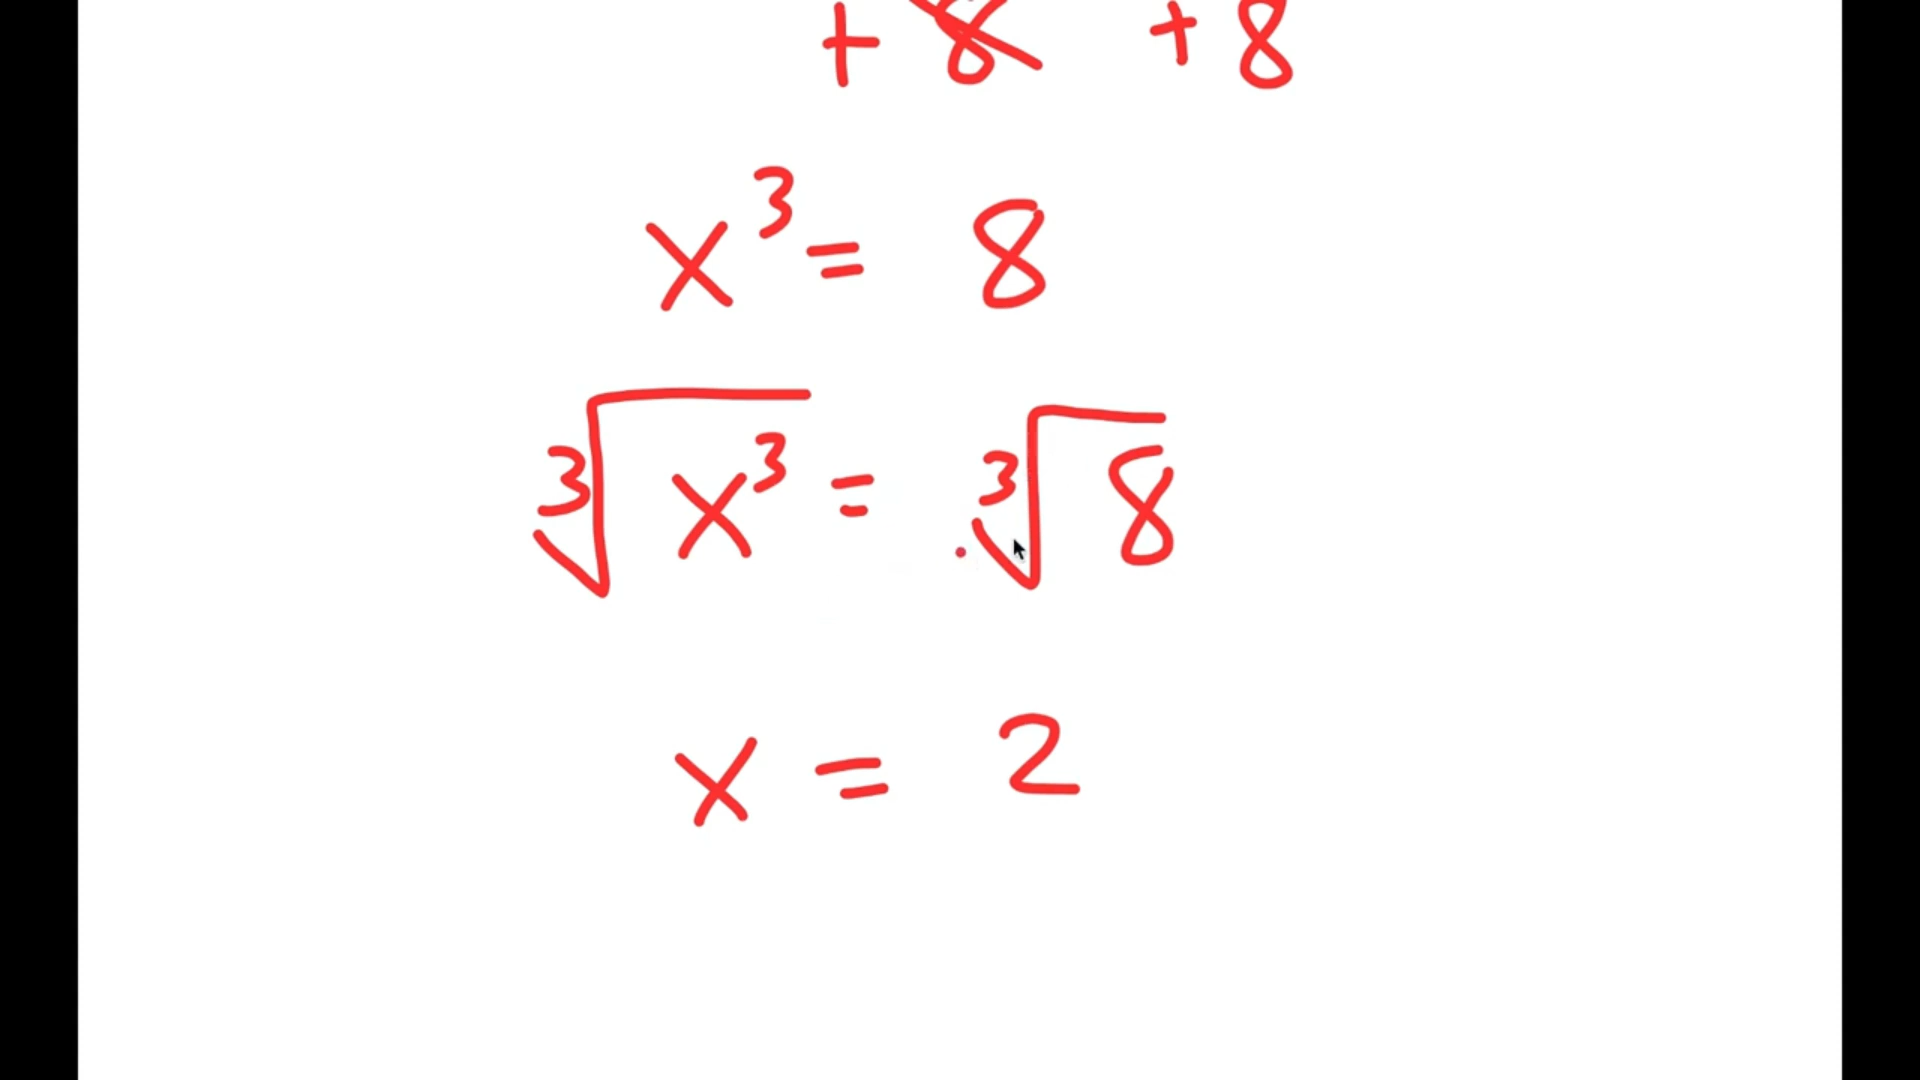 + 8 + 8
x³ = 8
∛x³ = ∛8
x = 2